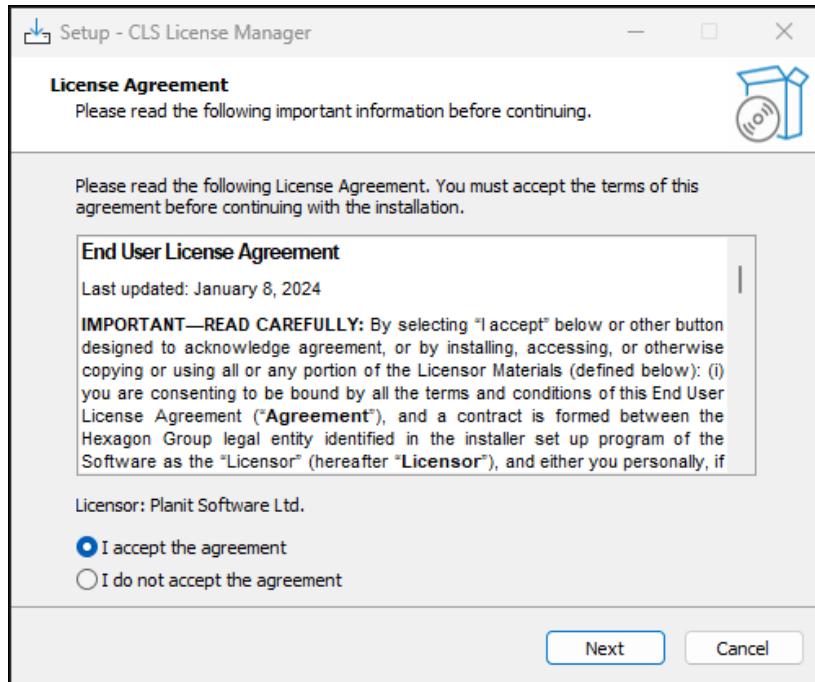 Setup - CLS License Manager
License Agreement
Please read the following important information before continuing.
Please read the following License Agreement. You must accept the terms of this
agreement before continuing with the installation.
End User License Agreement
Last updated: January 8, 2024
IMPORTANT—READ CAREFULLY: By selecting “I accept” below or other button
designed to acknowledge agreement, or by installing, accessing, or otherwise
copying or using all or any portion of the Licensor Materials (defined below): (i)
you are consenting to be bound by all the terms and conditions of this End User
License Agreement (“Agreement”), and a contract is formed between the
Hexagon Group legal entity identified in the installer set up program of the
Software as the “Licensor” (hereafter “Licensor”), and either you personally, if
Licensor: Planit Software Ltd.
I accept the agreement
I do not accept the agreement
Next
Cancel